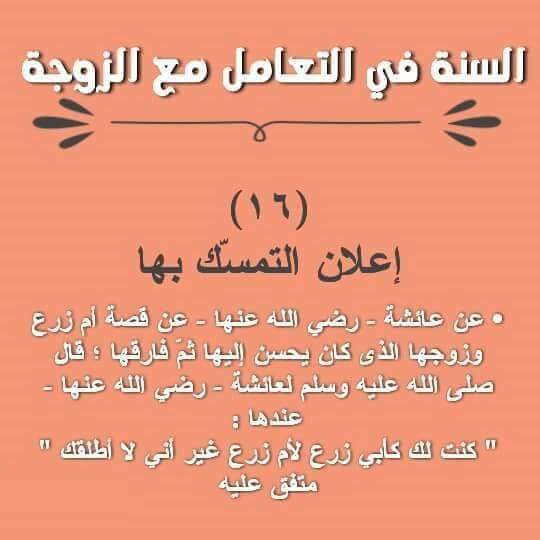 السنة في التعامل مع الزوجة
(١٦)
إعلان التمسّك بها
• عن عائشة - رضي الله عنها - عن قصة أم زرع
وزوجها الذى كان يحسن إليها ثمّ فارقها ؛ قال
صلى الله عليه وسلم لعائشة - رضي الله عنها -
عندها :
" كنت لك كأبي زرع لأم زرع غير أني لا أطلقك "
متفق عليه